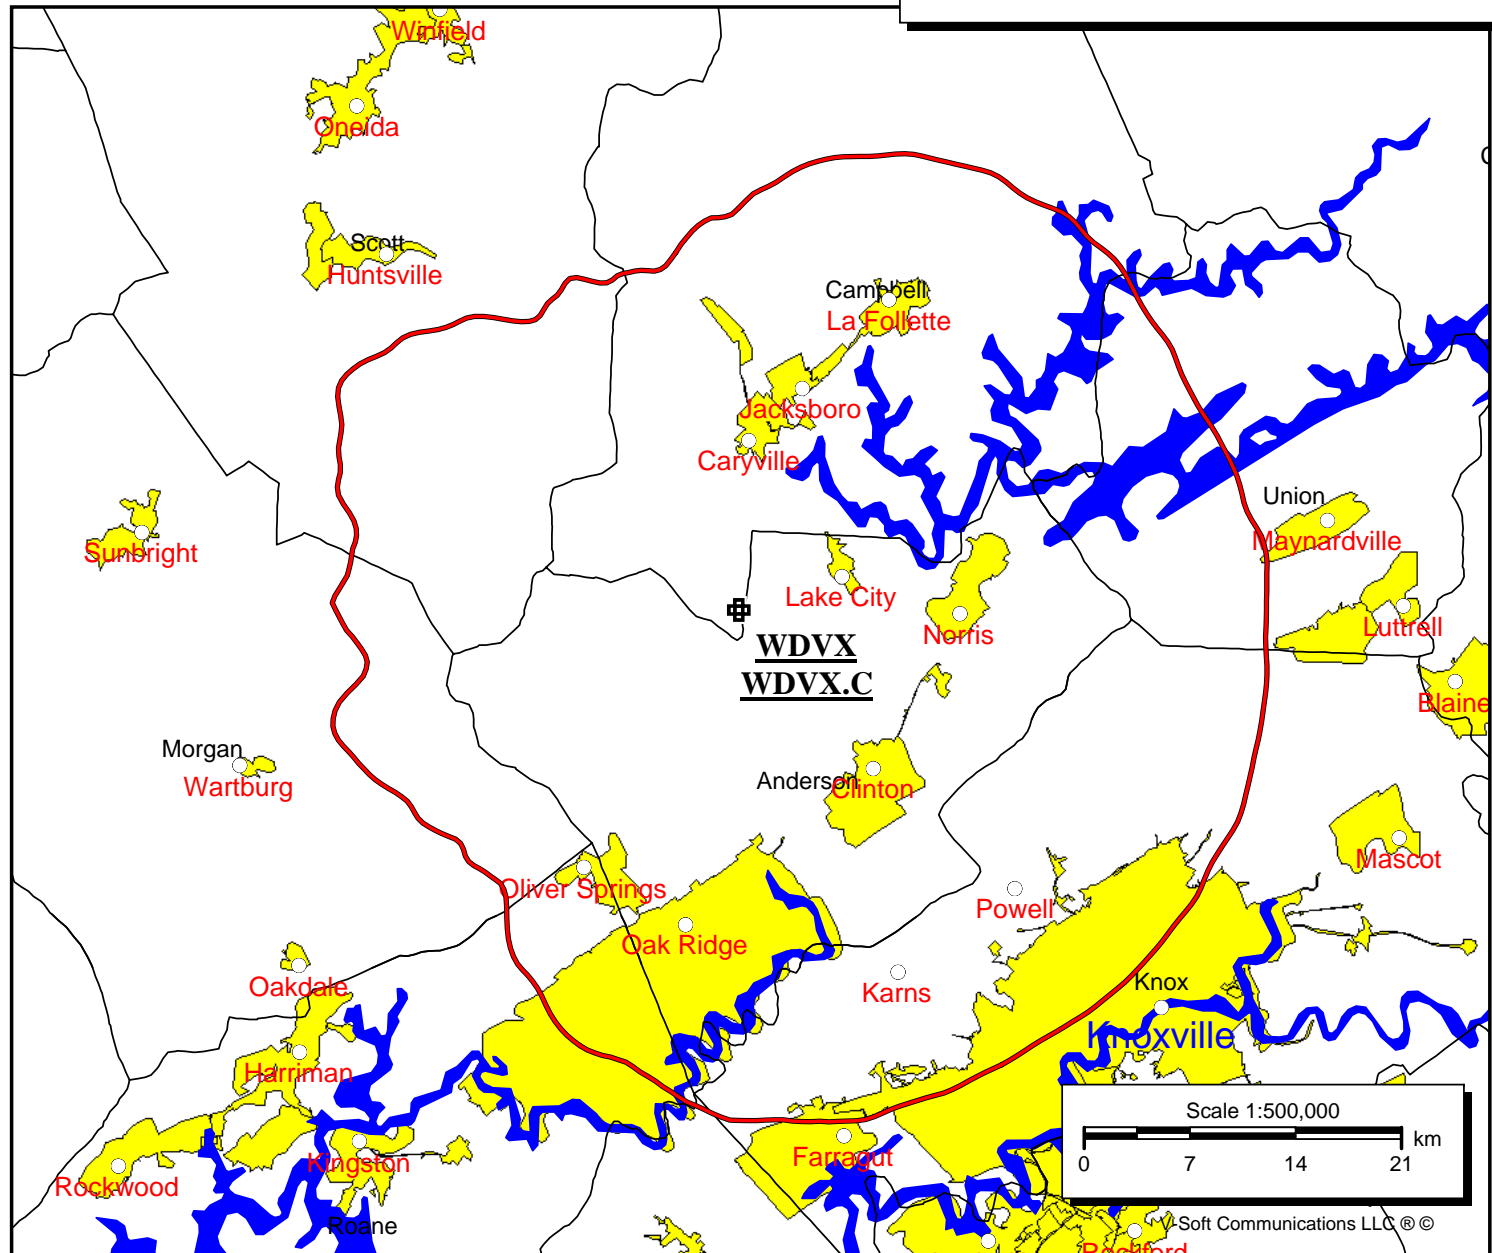 Winfield
Oneida
Scott
Huntsville
Campbell
La Follette
Jacksboro
Caryville
Union
Maynardville
Sunbright
Lake City
Norris
Luttrell
WDVX
WDVX.C
Blaine
Morgan
Wartburg
Anderson
Clinton
Mascot
Oliver Springs
Powell
Oak Ridge
Oakdale
Karns
Knox
Knoxville
Harriman
Scale 1:500,000
km
0 7 14 21
Farragut
Kingston
Rockwood
Roane
V-Soft Communications LLC ® ©
Rockford